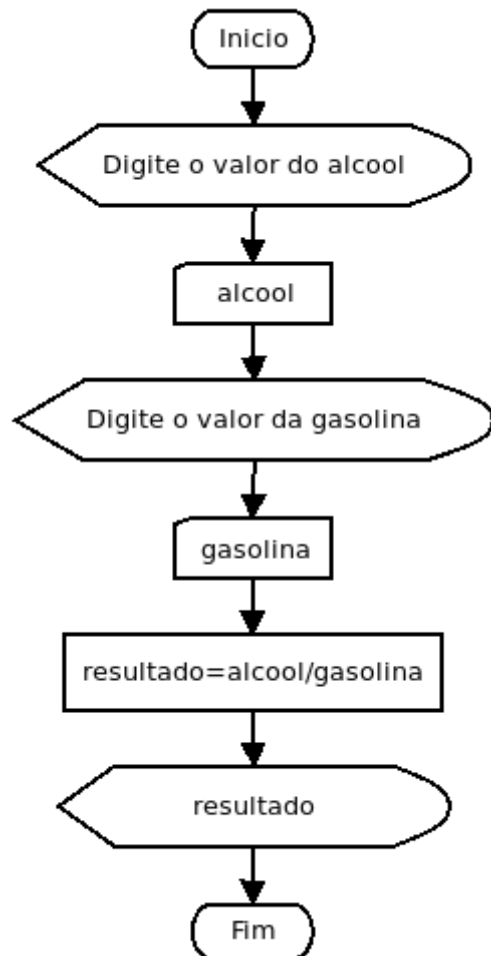 Inicio
Digite o valor do alcool
alcool
Digite o valor da gasolina
gasolina
resultado=alcool/gasolina
resultado
Fim